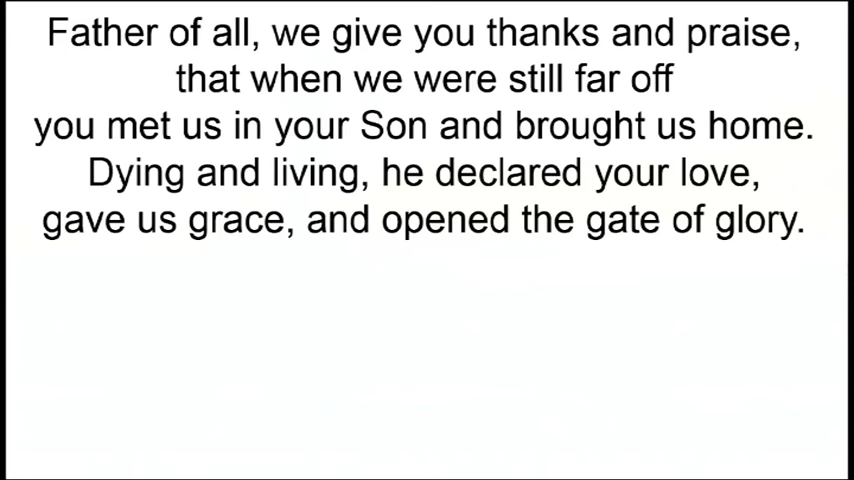 Father of all, we give you thanks and praise,
that when we were still far off
you met us in your Son and brought us home.
Dying and living, he declared your love,
gave us grace, and opened the gate of glory.